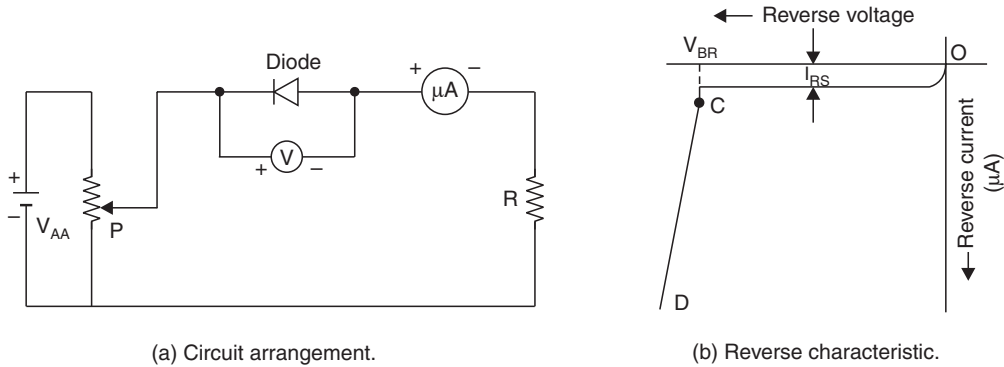 Diode
+ μA −
+ V −
+
−
V_AA
P
R
(a) Circuit arrangement.
Reverse voltage
V_BR
O
I_RS
C
D
Reverse current
(μA)
(b) Reverse characteristic.